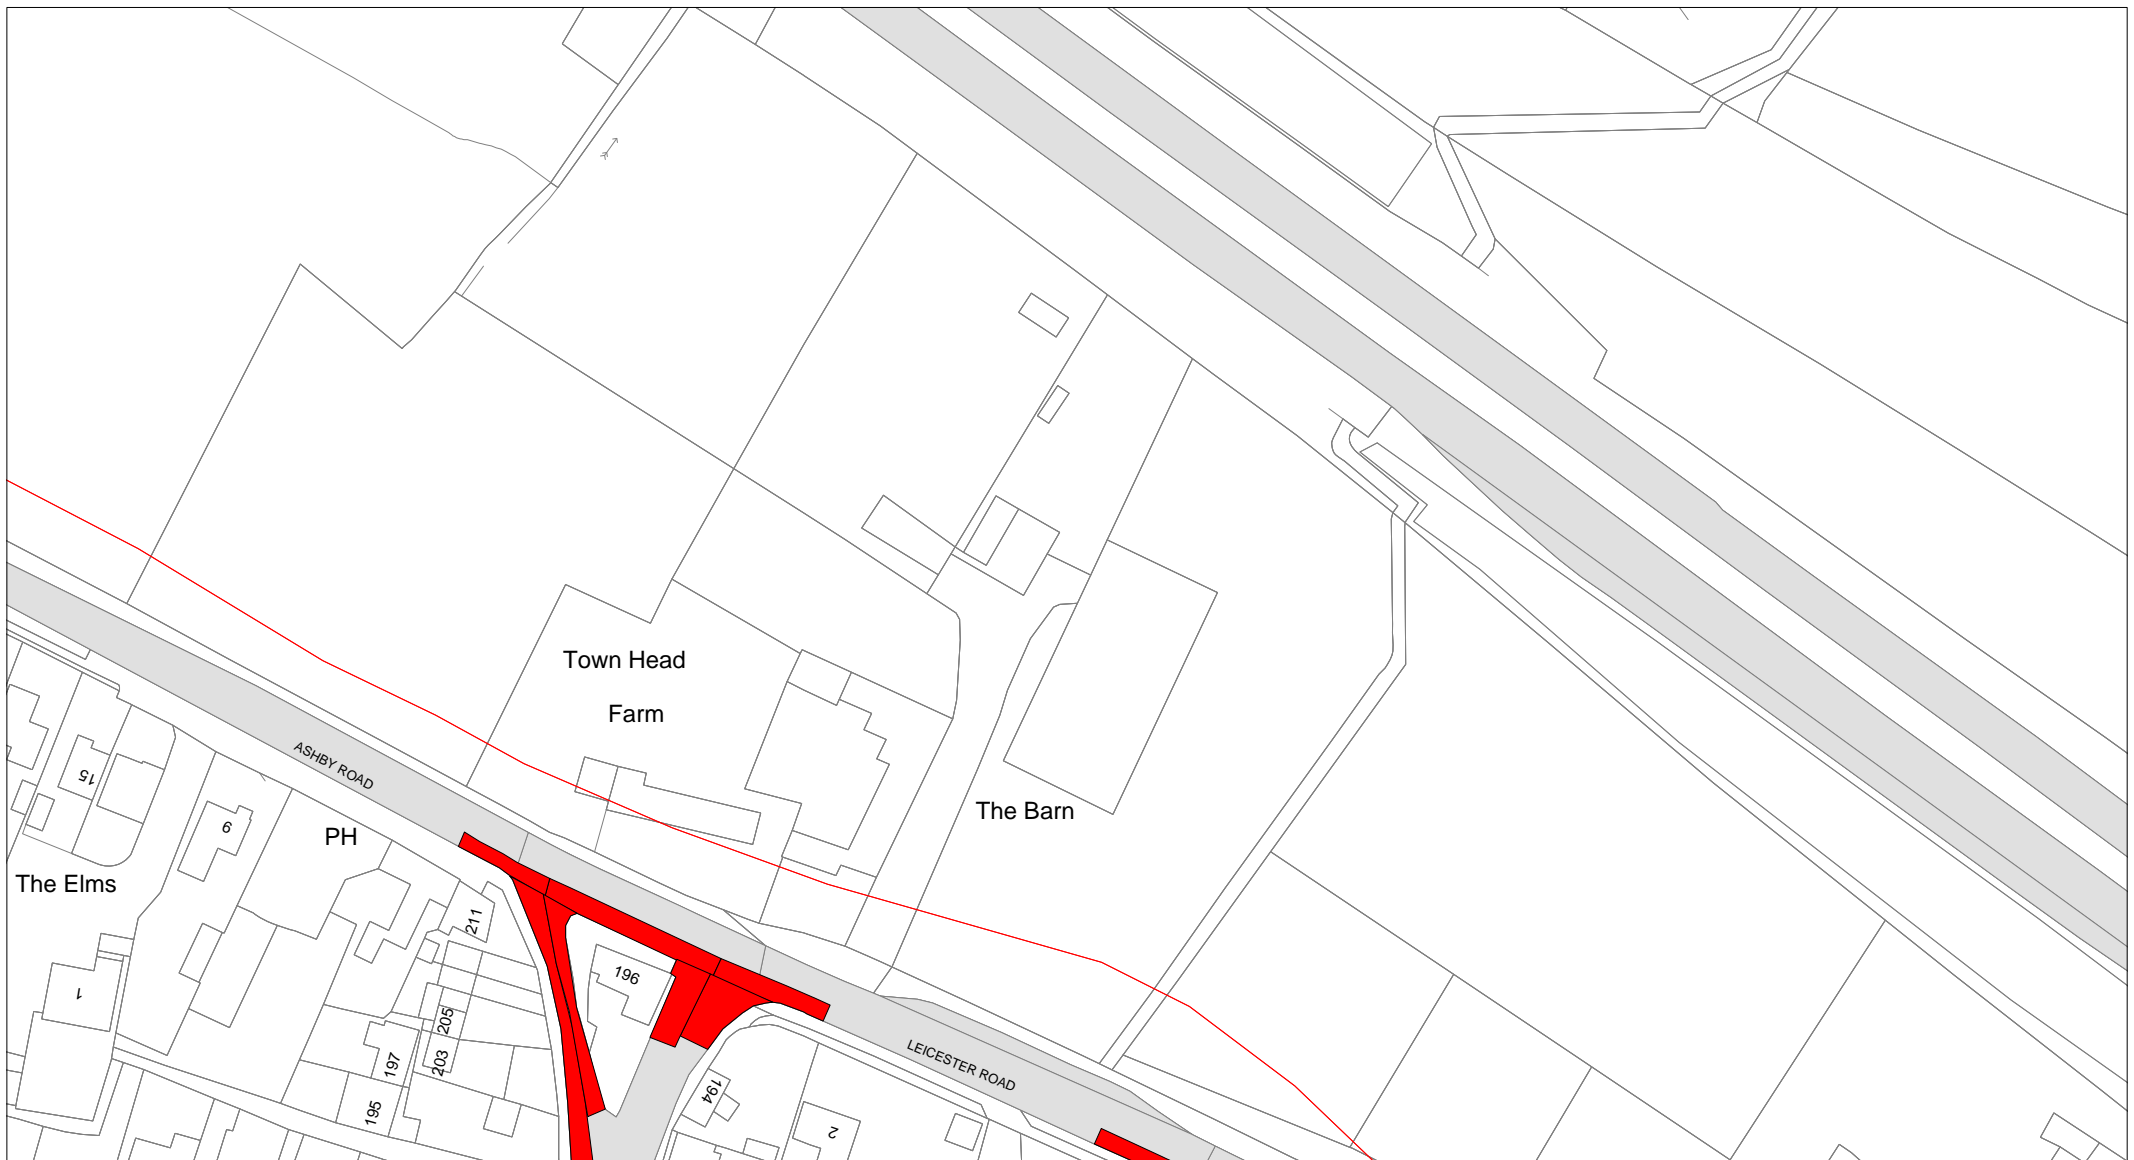 Town Head
Farm
ASHBY ROAD
15
9
PH
The Barn
The Elms
211
196
1
205
203
197
195
LEICESTER ROAD
194
2